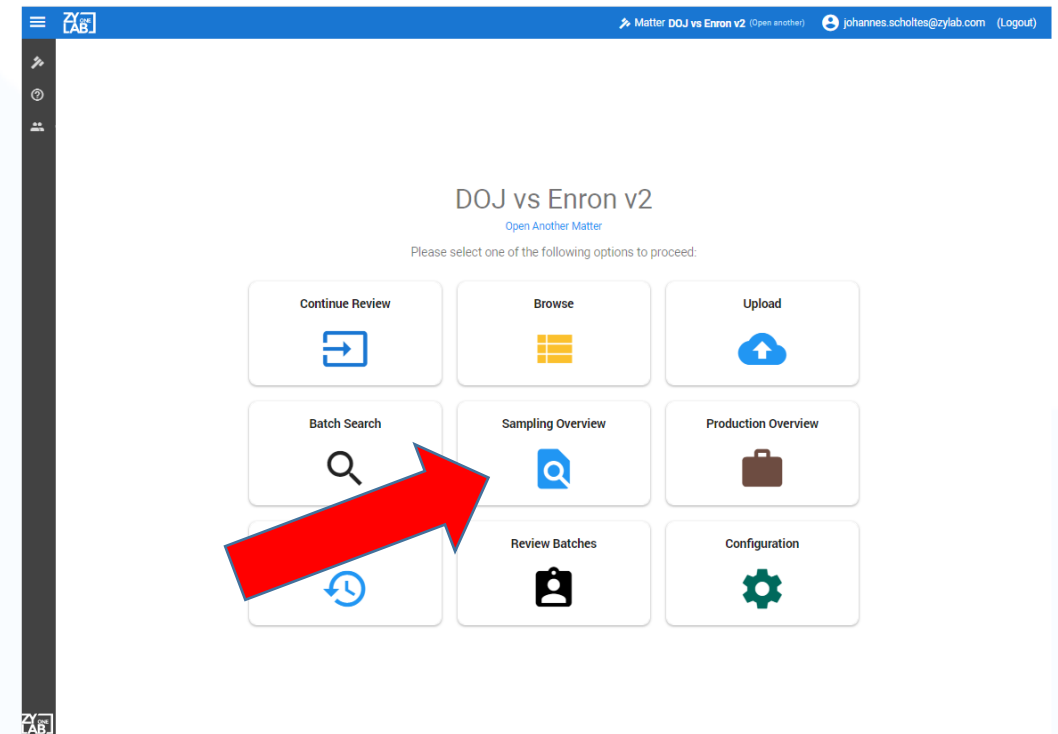 ZY ONE
LAB
Matter DOJ vs Enron v2 (Open another) johannes.scholtes@zylab.com (Logout)
DOJ vs Enron v2
Open Another Matter
Please select one of the following options to proceed:
Continue Review Browse Upload
Batch Search Sampling Overview Production Overview
Review Batches Configuration
ZY ONE
LAB